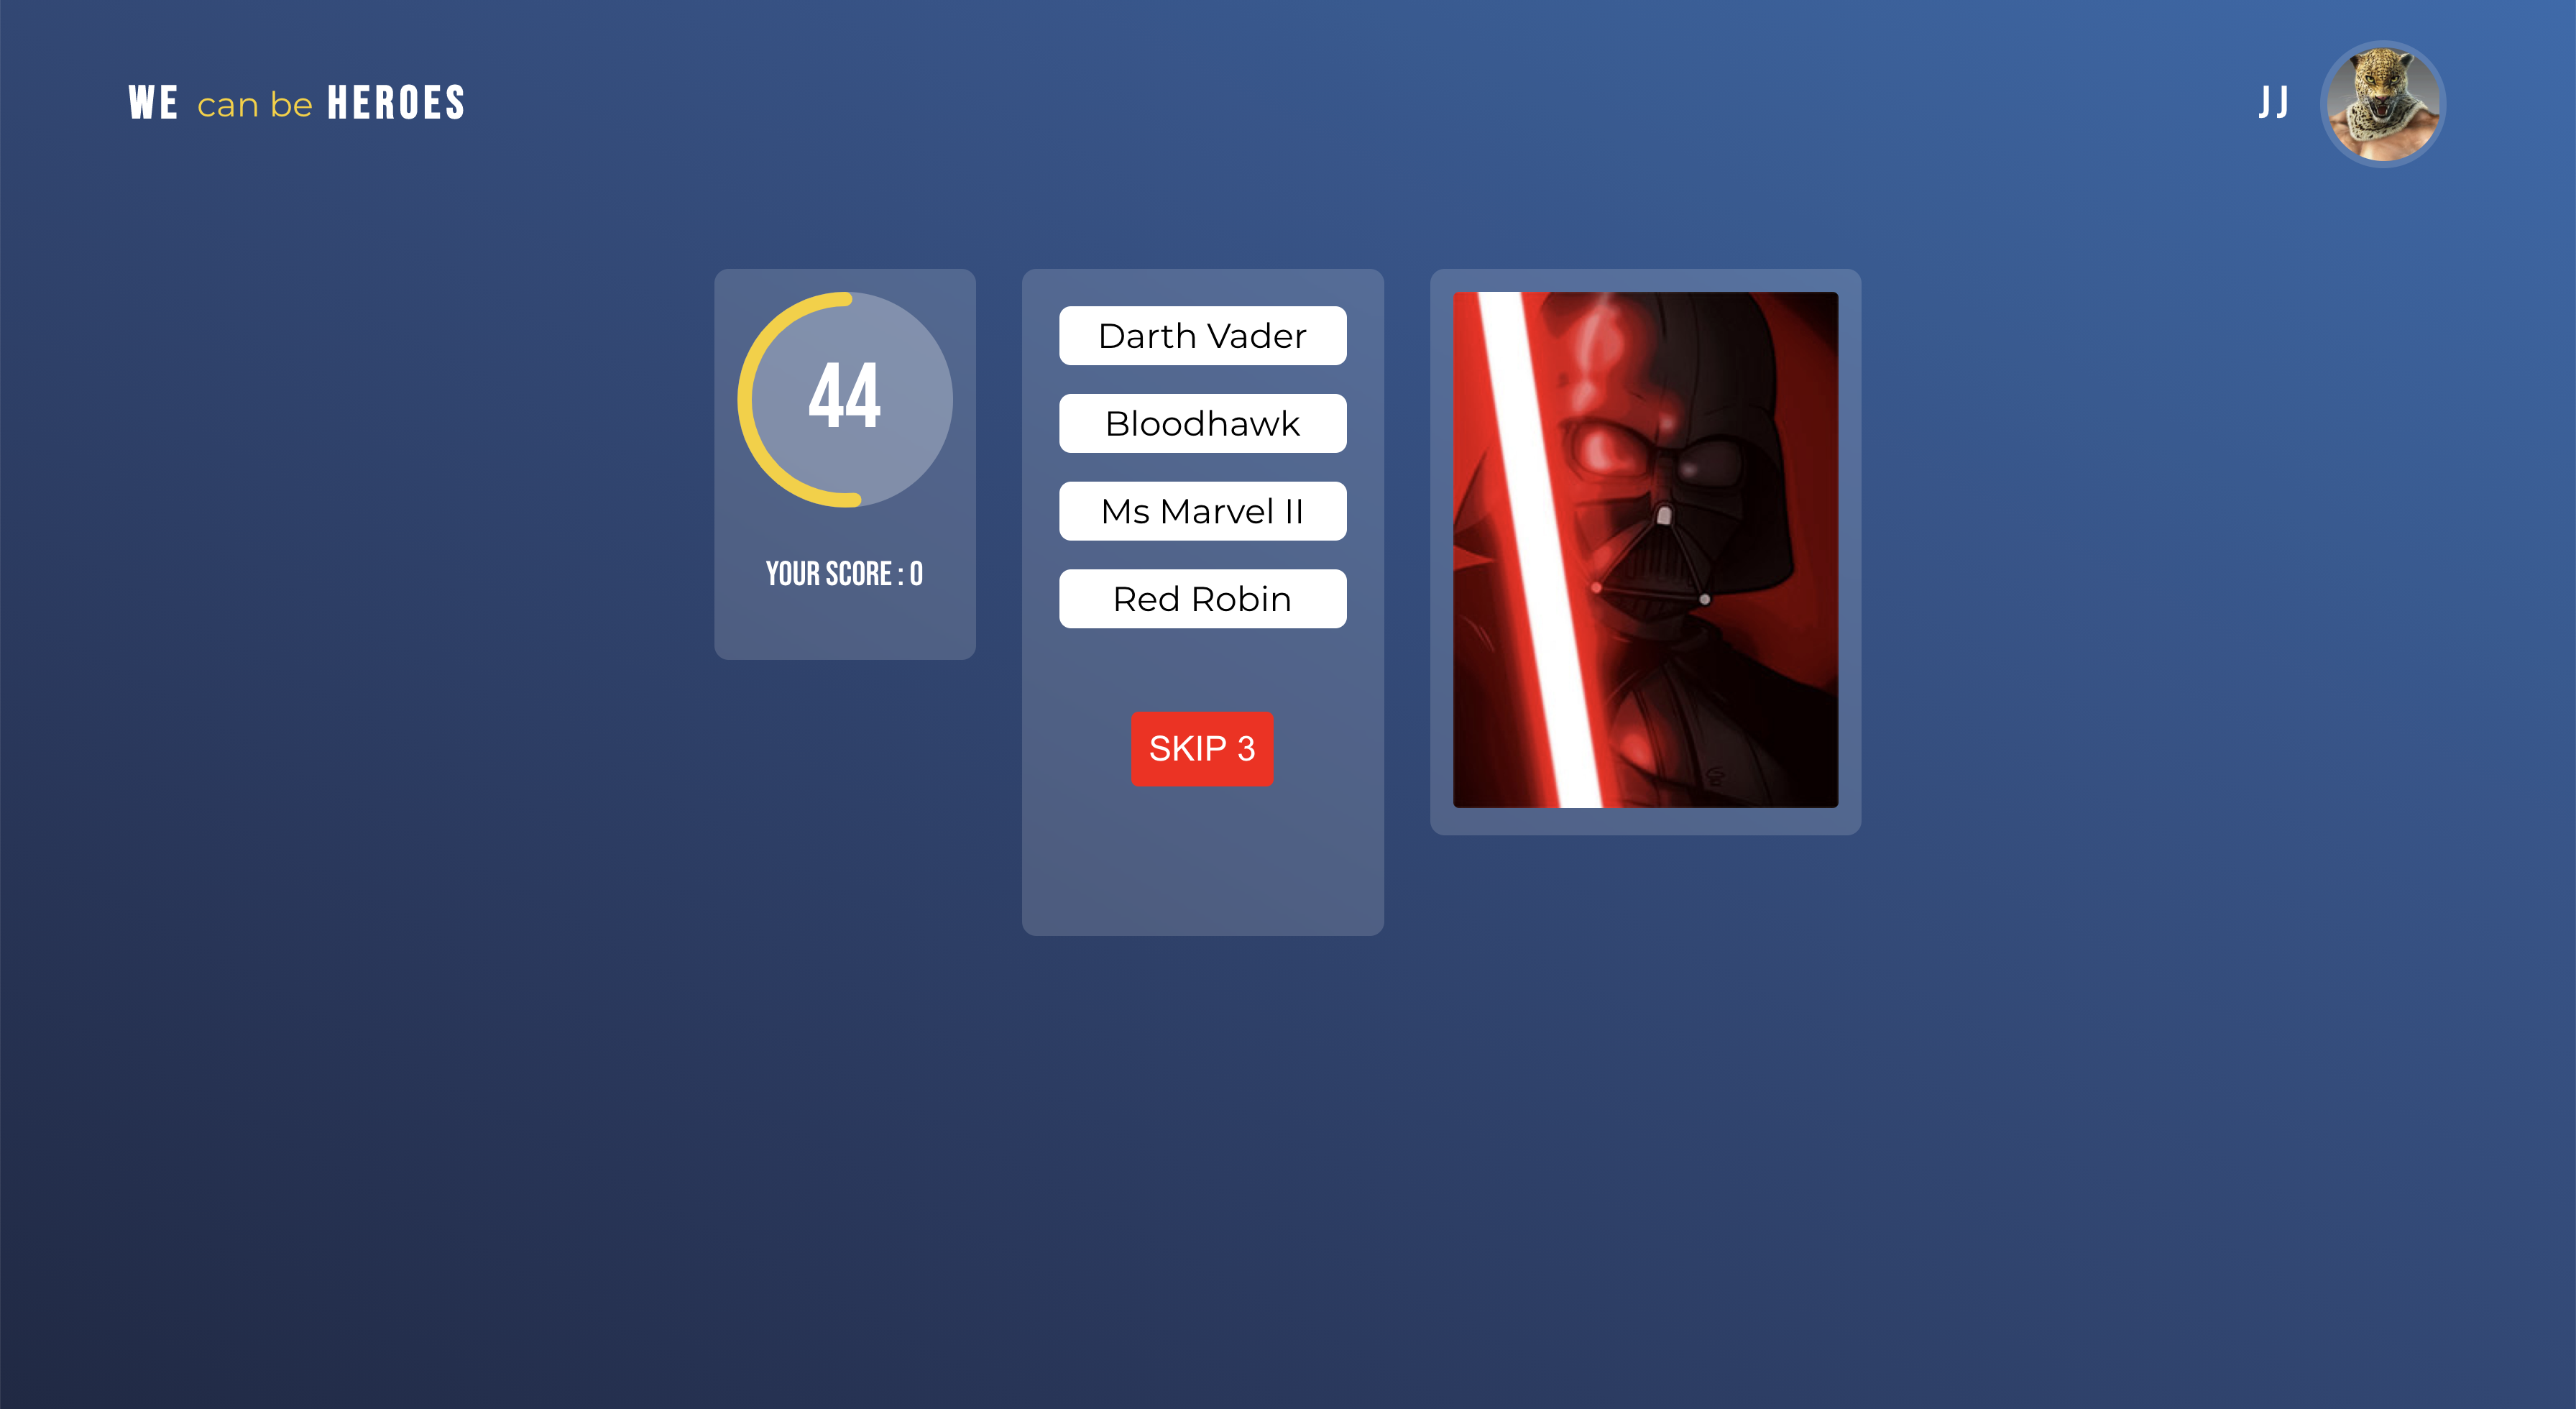 WE can be HEROES
JJ
44
YOUR SCORE : 0
Darth Vader
Bloodhawk
Ms Marvel II
Red Robin
SKIP 3